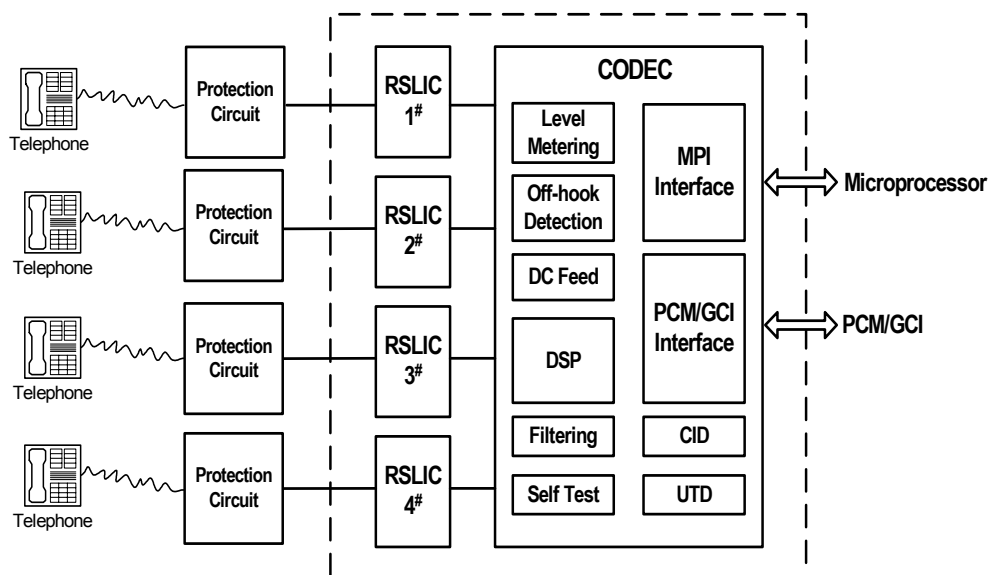 CODEC
Telephone
Protection
Circuit
RSLIC
1#
Level
Metering
MPI
Interface
Microprocessor
Telephone
Protection
Circuit
RSLIC
2#
Off-hook
Detection
DC Feed
PCM/GCI
Interface
PCM/GCI
Telephone
Protection
Circuit
RSLIC
3#
DSP
Filtering
CID
Telephone
Protection
Circuit
RSLIC
4#
Self Test
UTD